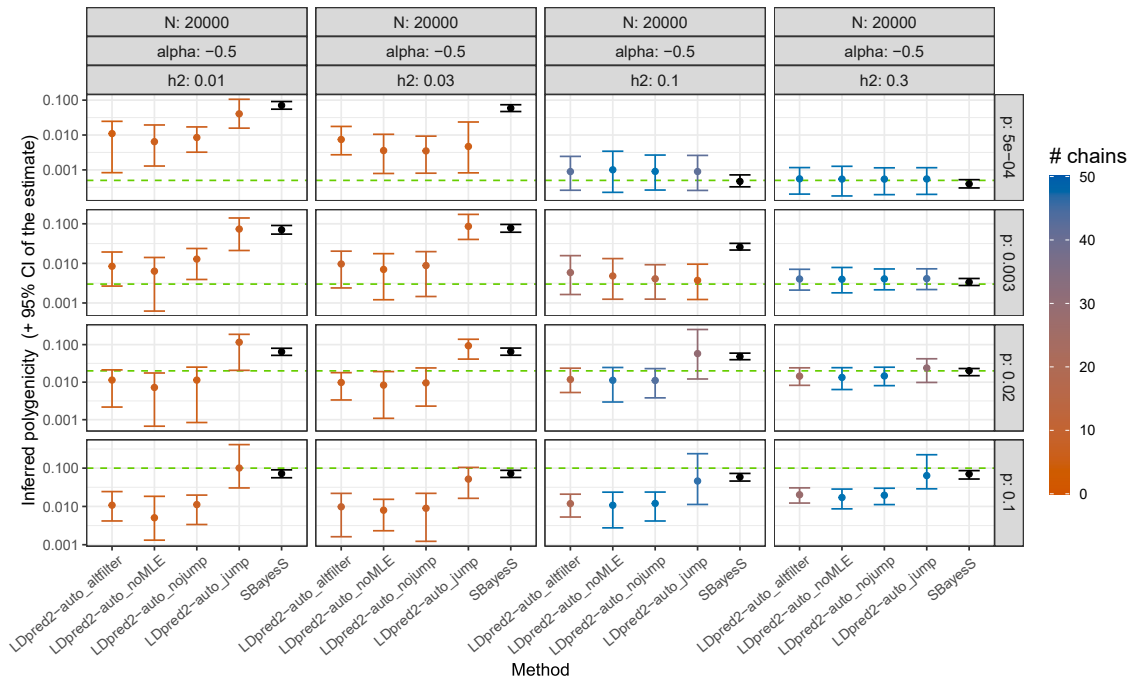 N: 20000 N: 20000 N: 20000 N: 20000
alpha: −0.5 alpha: −0.5 alpha: −0.5 alpha: −0.5
h2: 0.01 h2: 0.03 h2: 0.1 h2: 0.3
Inferred polygenicity (+ 95% CI of the estimate)
0.100
0.010
0.001
p: 5e−04
0.100
0.010
0.001
p: 0.003
0.100
0.010
0.001
p: 0.02
0.100
0.010
0.001
p: 0.1
LDpred2−auto_altfilter LDpred2−auto_noMLE LDpred2−auto_nojump LDpred2−auto_jump SBayesS
LDpred2−auto_altfilter LDpred2−auto_noMLE LDpred2−auto_nojump LDpred2−auto_jump SBayesS
LDpred2−auto_altfilter LDpred2−auto_noMLE LDpred2−auto_nojump LDpred2−auto_jump SBayesS
LDpred2−auto_altfilter LDpred2−auto_noMLE LDpred2−auto_nojump LDpred2−auto_jump SBayesS
Method
# chains
50
40
30
20
10
0